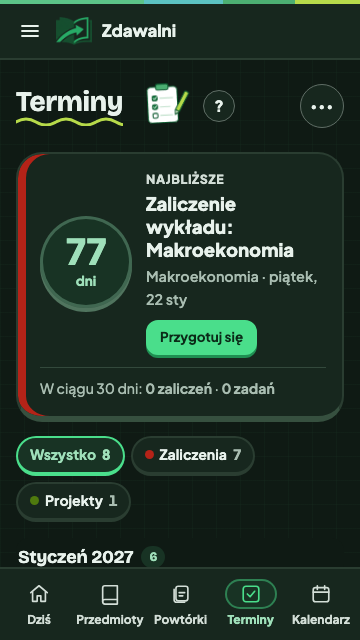 Zdawalni
Terminy
?
NAJBLIŻSZE
77
dni
Zaliczenie
wykładu:
Makroekonomia
Makroekonomia · piątek,
22 sty
Przygotuj się
W ciągu 30 dni: 0 zaliczeń · 0 zadań
Wszystko 8
Zaliczenia 7
Projekty 1
Styczeń 2027 6
Dziś
Przedmioty
Powtórki
Terminy
Kalendarz